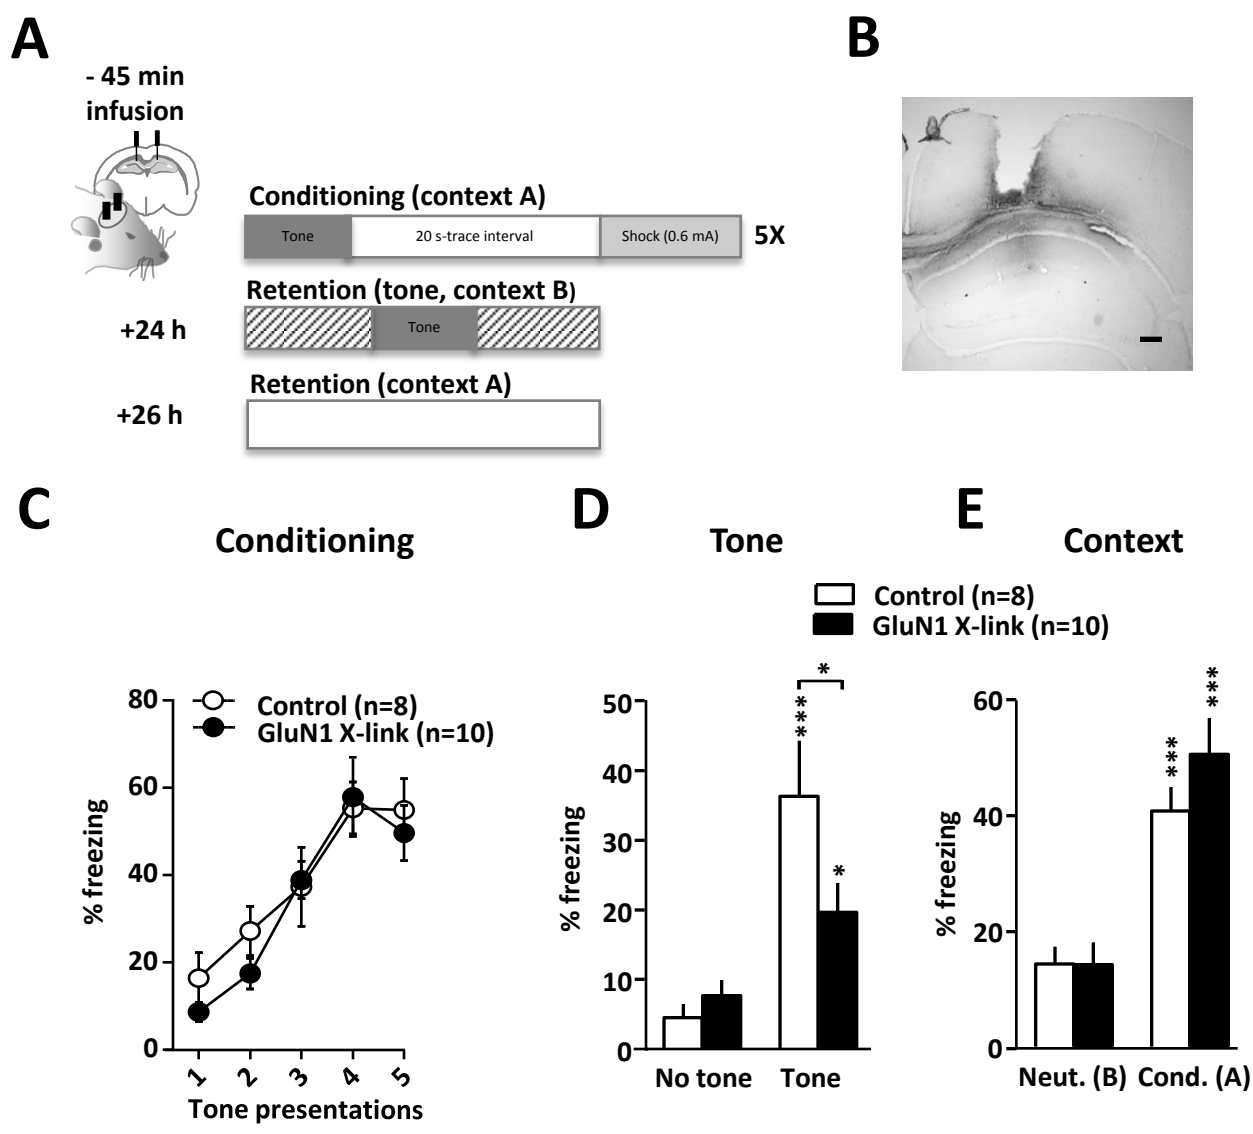 A
B
- 45 min
infusion
Conditioning (context A)
Tone
20 s-trace interval
Shock (0.6 mA)
5X
Retention (tone, context B)
+24 h
Tone
Retention (context A)
+26 h
C
D
E
Conditioning
Tone
Context
Control (n=8)
GluN1 X-link (n=10)
Control (n=8)
GluN1 X-link (n=10)
80
60
40
20
0
% freezing
1
2
3
4
5
Tone presentations
50
40
30
20
10
0
% freezing
*
***
*
No tone
Tone
60
40
20
0
% freezing
***
***
Neut. (B)
Cond. (A)